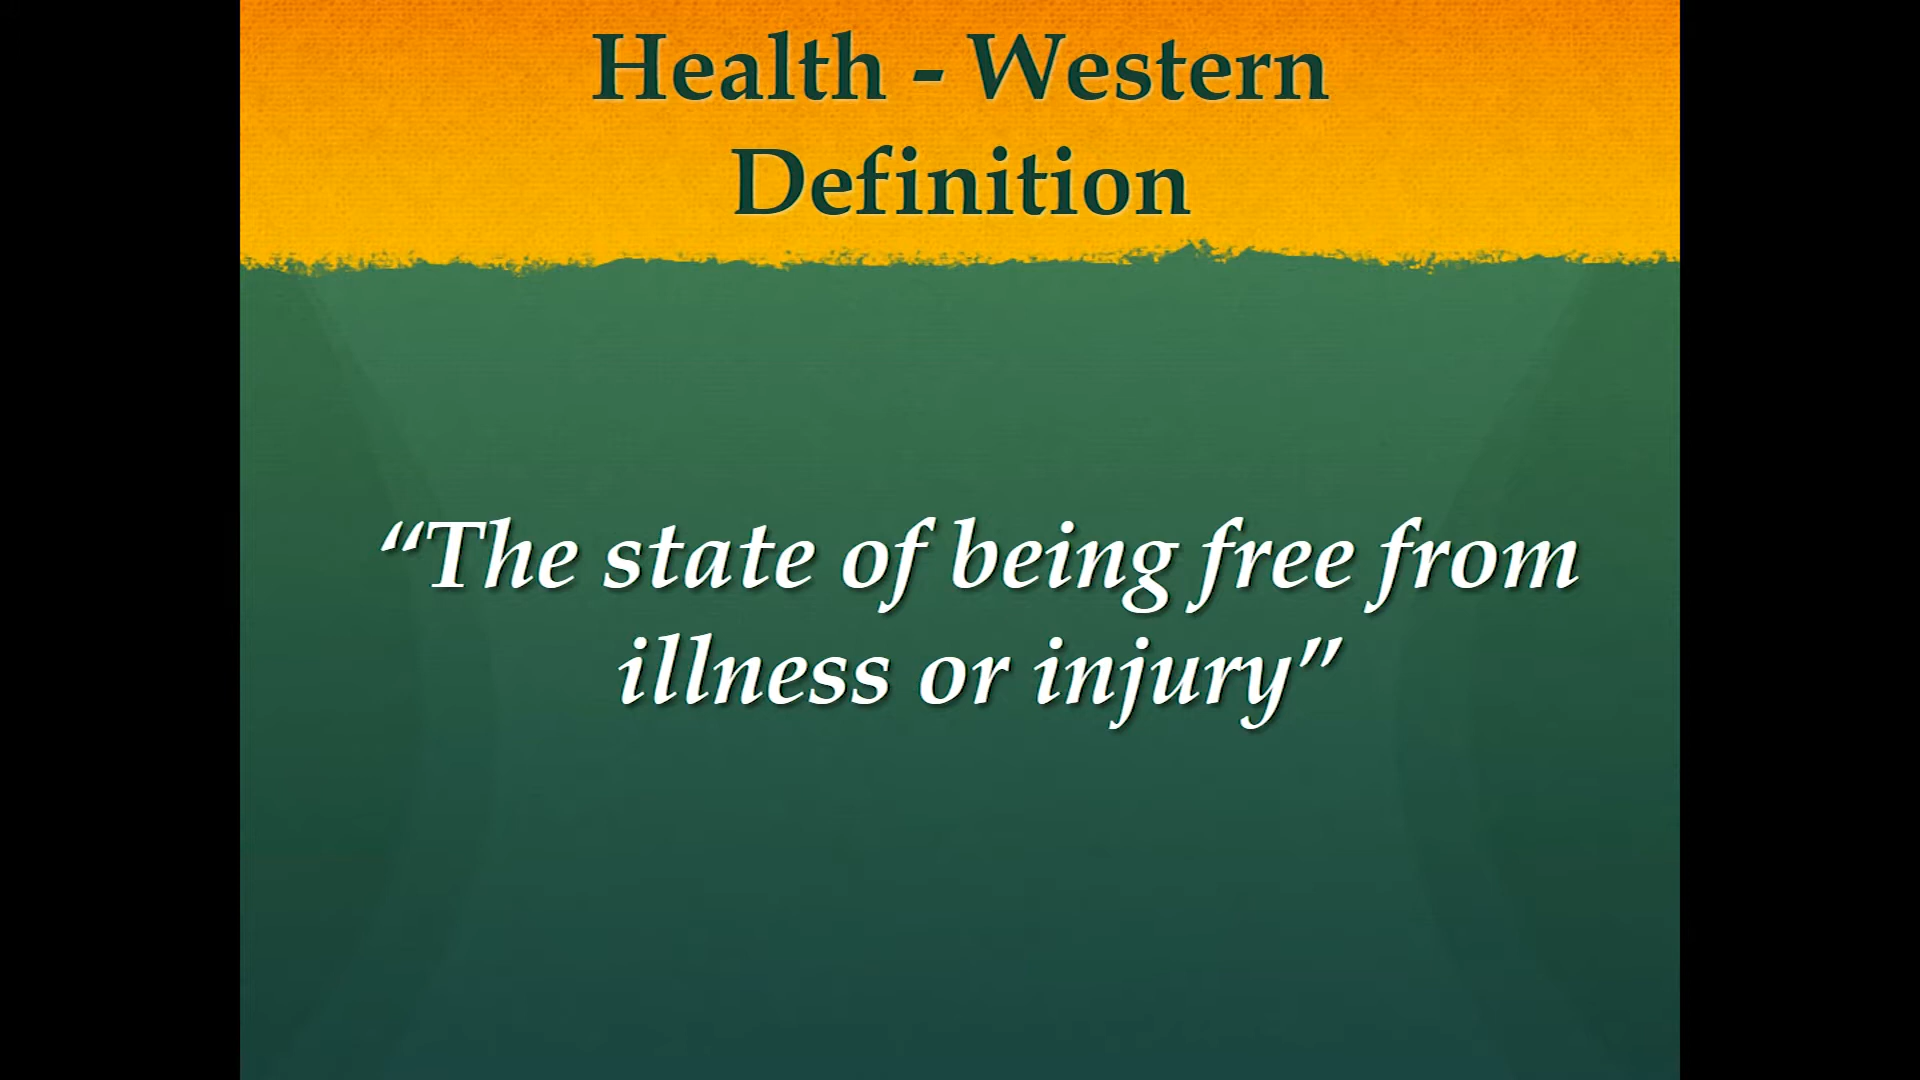 Health - Western
Definition
“The state of being free from
illness or injury”